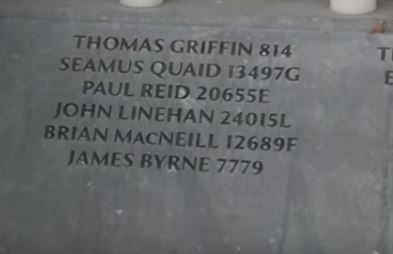 THOMAS GRIFFIN 814
SEAMUS QUAID 13497G
PAUL REID 20655E
JOHN LINEHAN 24015L
BRIAN MACNEILL 12689F
JAMES BYRNE 7779